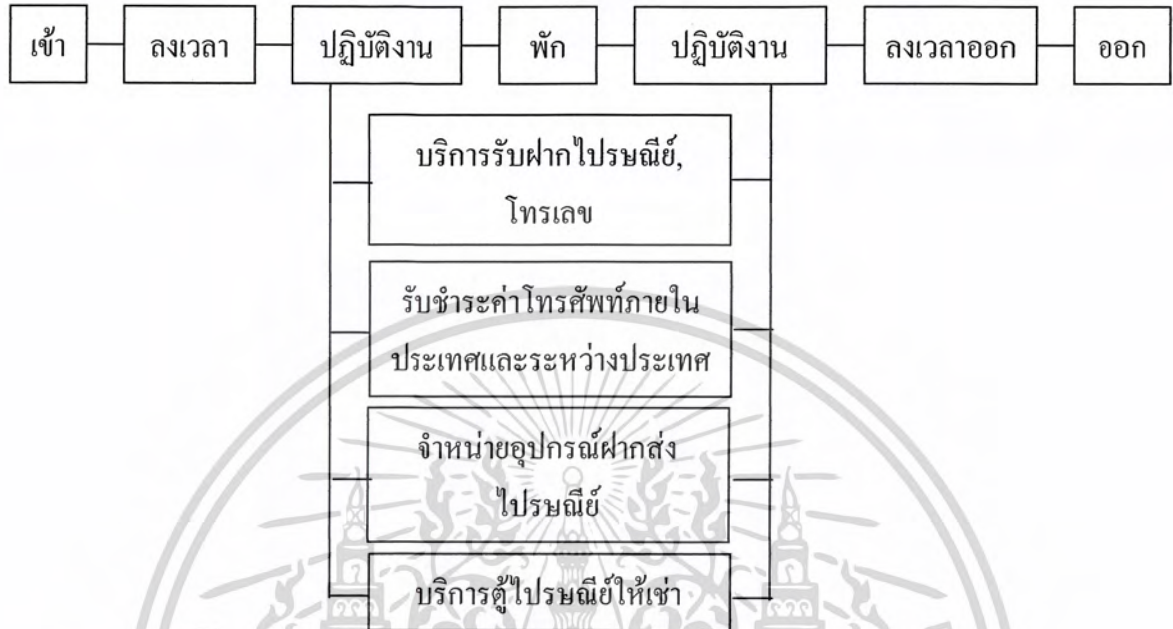 เข้า ลงเวลา ปฏิบัติงาน พัก ปฏิบัติงาน ลงเวลาออก ออก
บริการรับฝากไปรษณีย์,
โทรเลข
รับชำระค่าโทรศัพท์ภายใน
ประเทศและระหว่างประเทศ
จำหน่ายอุปกรณ์ฝากส่ง
ไปรษณีย์
บริการตู้ไปรษณีย์ให้เช่า